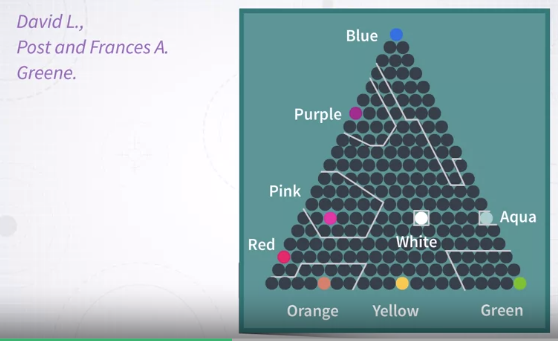 David L.,
Post and Frances A.
Greene.
Blue
Purple
Pink
Aqua
White
Red
Orange Yellow Green